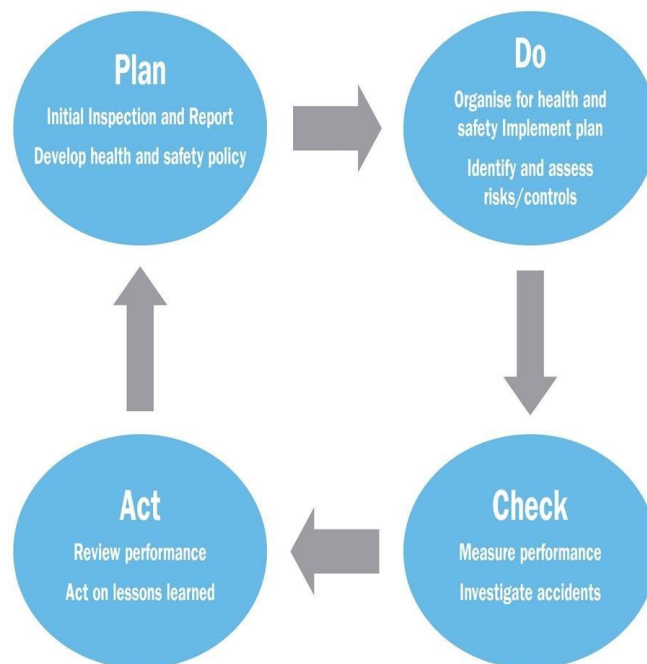 Plan
Initial Inspection and Report
Develop health and safety policy
Do
Organise for health and
safety Implement plan
Identify and assess
risks/controls
Act
Review performance
Act on lessons learned
Check
Measure performance
Investigate accidents